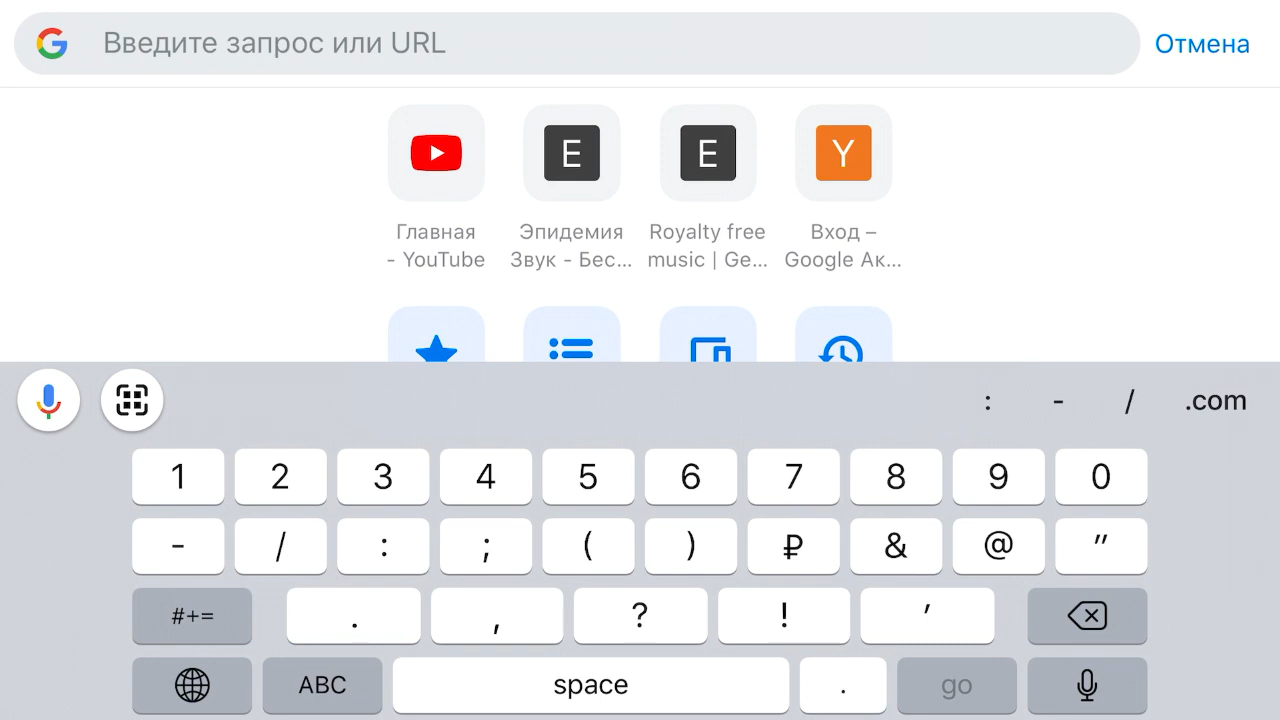 Введите запрос или URL
Отмена
E
E
Y
Главная - YouTube
Эпидемия Звук - Бес...
Royalty free music | Ge...
Вход – Google Ак...
: - / .com
1 2 3 4 5 6 7 8 9 0
- / : ; ( ) ₽ & @ "
#+= . , ? ! ’
ABC space . go